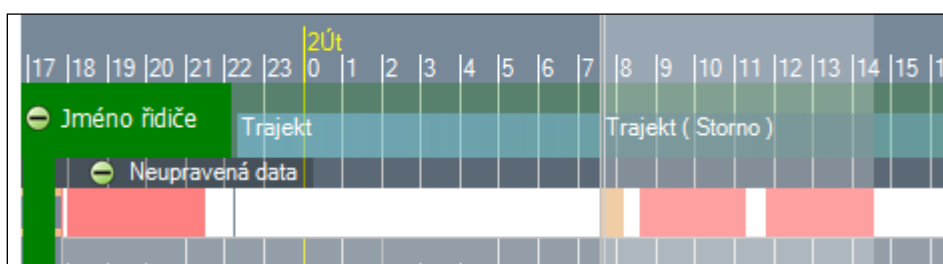 2Út
|17 |18 |19 |20 |21 |22 |23 |0 |1 |2 |3 |4 |5 |6 |7 |8 |9 |10 |11 |12 |13 |14 |15
Jméno řidiče
Trajekt
Trajekt ( Storno )
Neupravená data